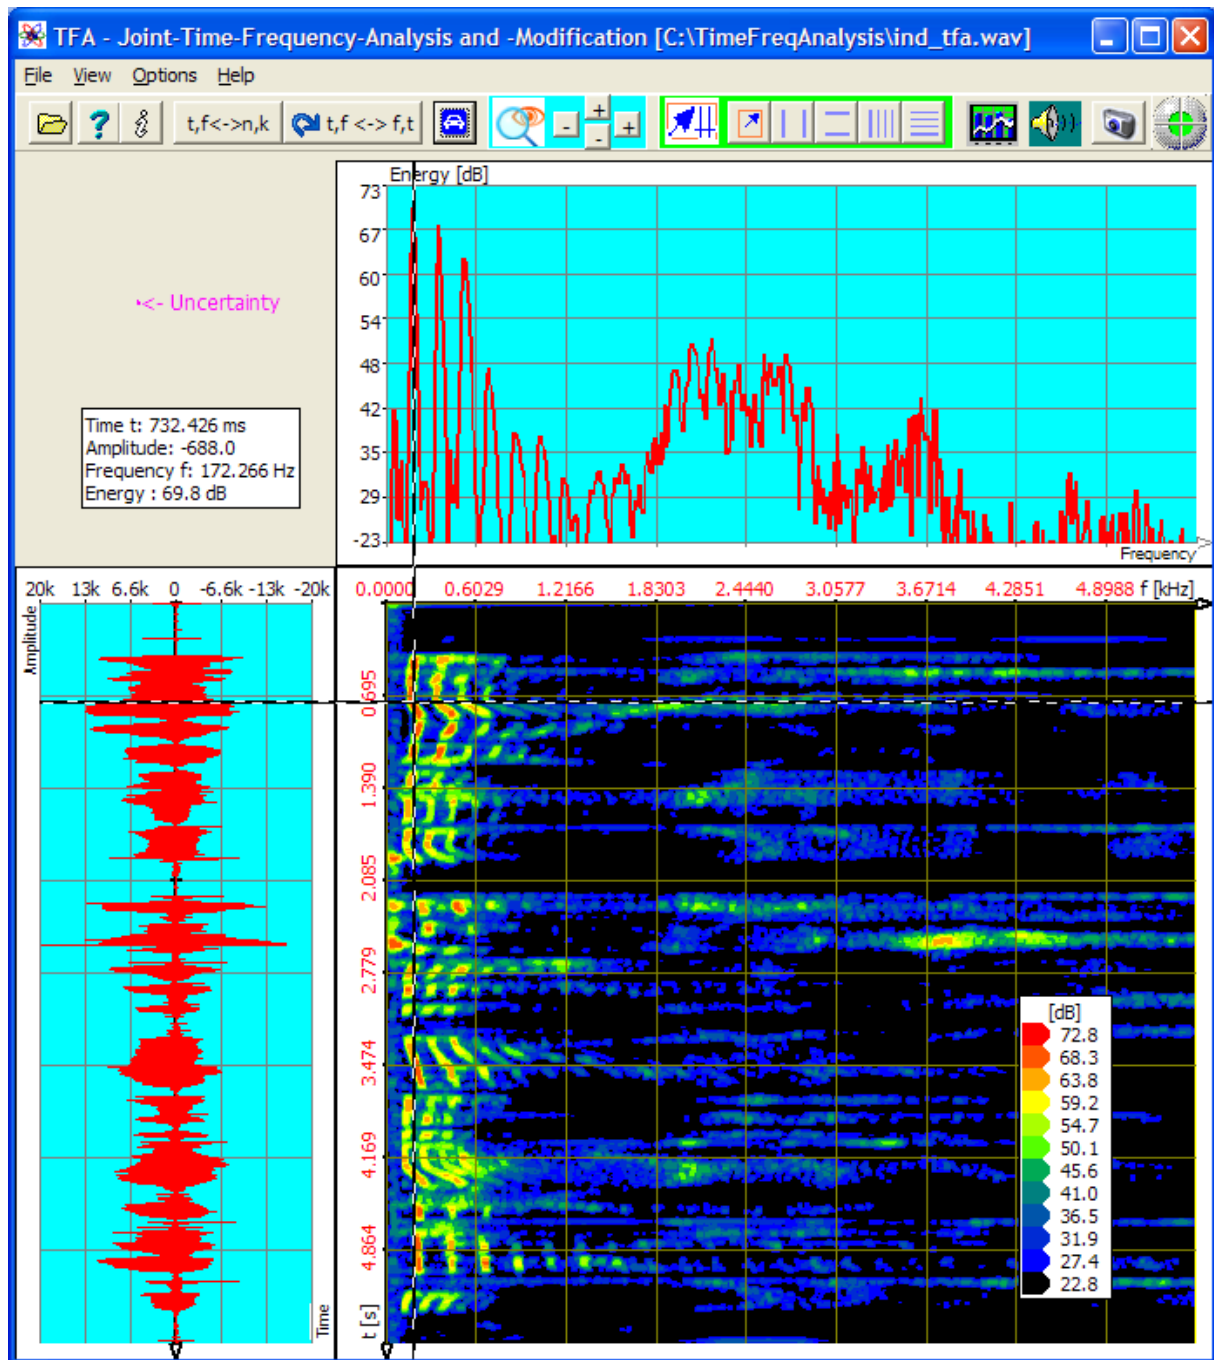 TFA - Joint-Time-Frequency-Analysis and -Modification [C:\TimeFreqAnalysis\ind_tfa.wav]
File View Options Help
t,f<->n,k
t,f <-> f,t
- + - +
Energy [dB]
73
67
60
54
48
42
35
29
-23
Frequency
<- Uncertainty
Time t: 732.426 ms
Amplitude: -688.0
Frequency f: 172.266 Hz
Energy : 69.8 dB
20k 13k 6.6k 0 -6.6k -13k -20k
Amplitude
Time
0.0000 0.6029 1.2166 1.8303 2.4440 3.0577 3.6714 4.2851 4.8988 f [kHz]
0.695
1.390
2.085
2.779
3.474
4.169
4.864
t [s]
[dB]
72.8
68.3
63.8
59.2
54.7
50.1
45.6
41.0
36.5
31.9
27.4
22.8